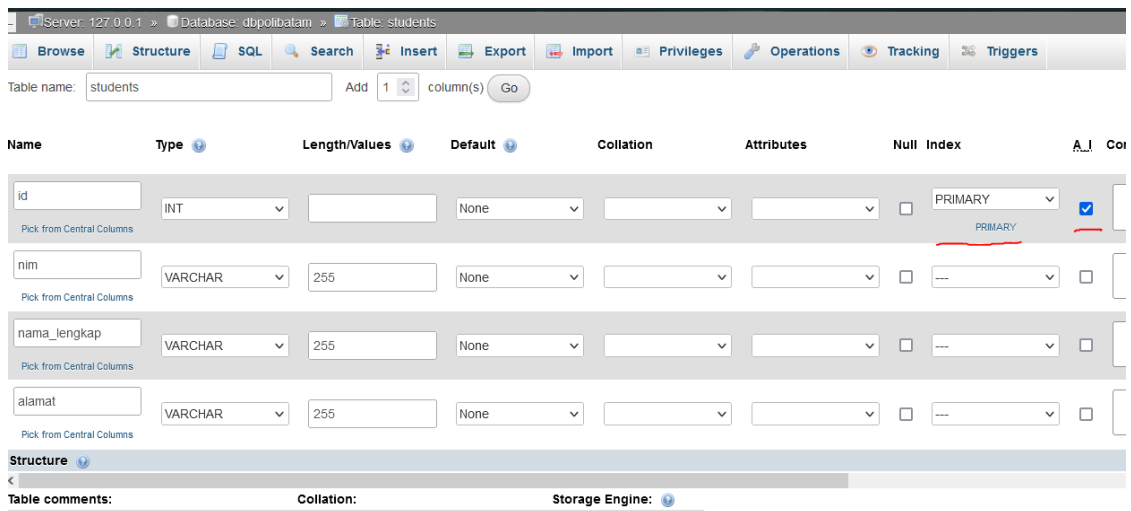 Server: 127.0.0.1 » Database: dbpolibatam » Table: students
Browse Structure SQL Search Insert Export Import Privileges Operations Tracking Triggers
Table name: students Add 1 column(s) Go
Name Type Length/Values Default Collation Attributes Null Index A_I
id INT None PRIMARY
Pick from Central Columns PRIMARY
nim VARCHAR 255 None ---
Pick from Central Columns
nama_lengkap VARCHAR 255 None ---
Pick from Central Columns
alamat VARCHAR 255 None ---
Pick from Central Columns
Structure
Table comments: Collation: Storage Engine: